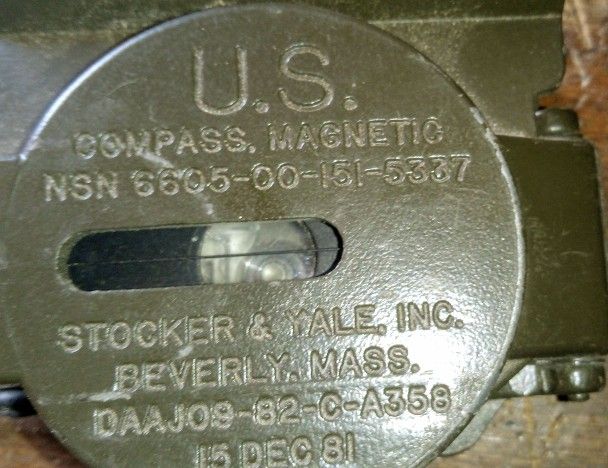 U.S.
COMPASS, MAGNETIC
NSN 6605-00-151-5337
STOCKER & YALE, INC.
BEVERLY, MASS.
DAAJ09-82-C-A358
15 DEC 81